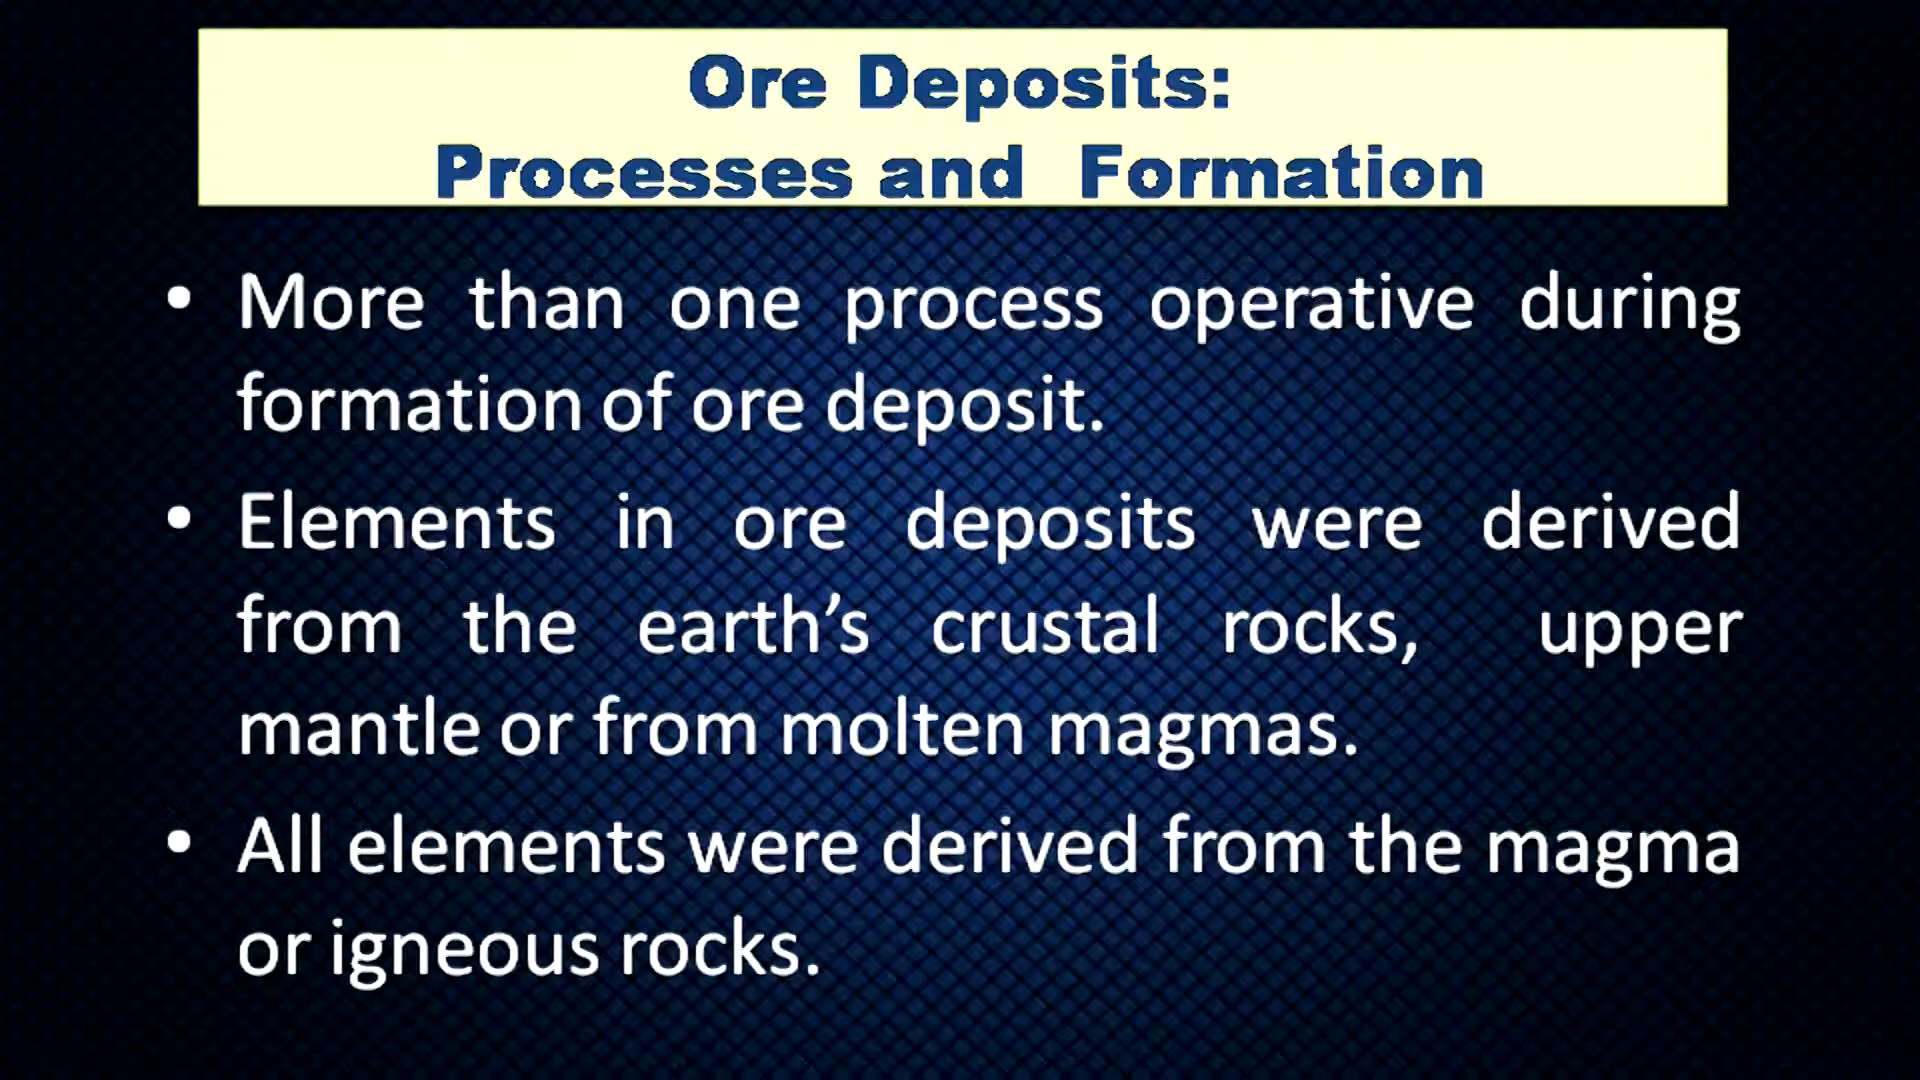 Ore Deposits:
Processes and Formation
• More than one process operative during
formation of ore deposit.
• Elements in ore deposits were derived
from the earth’s crustal rocks, upper
mantle or from molten magmas.
• All elements were derived from the magma
or igneous rocks.